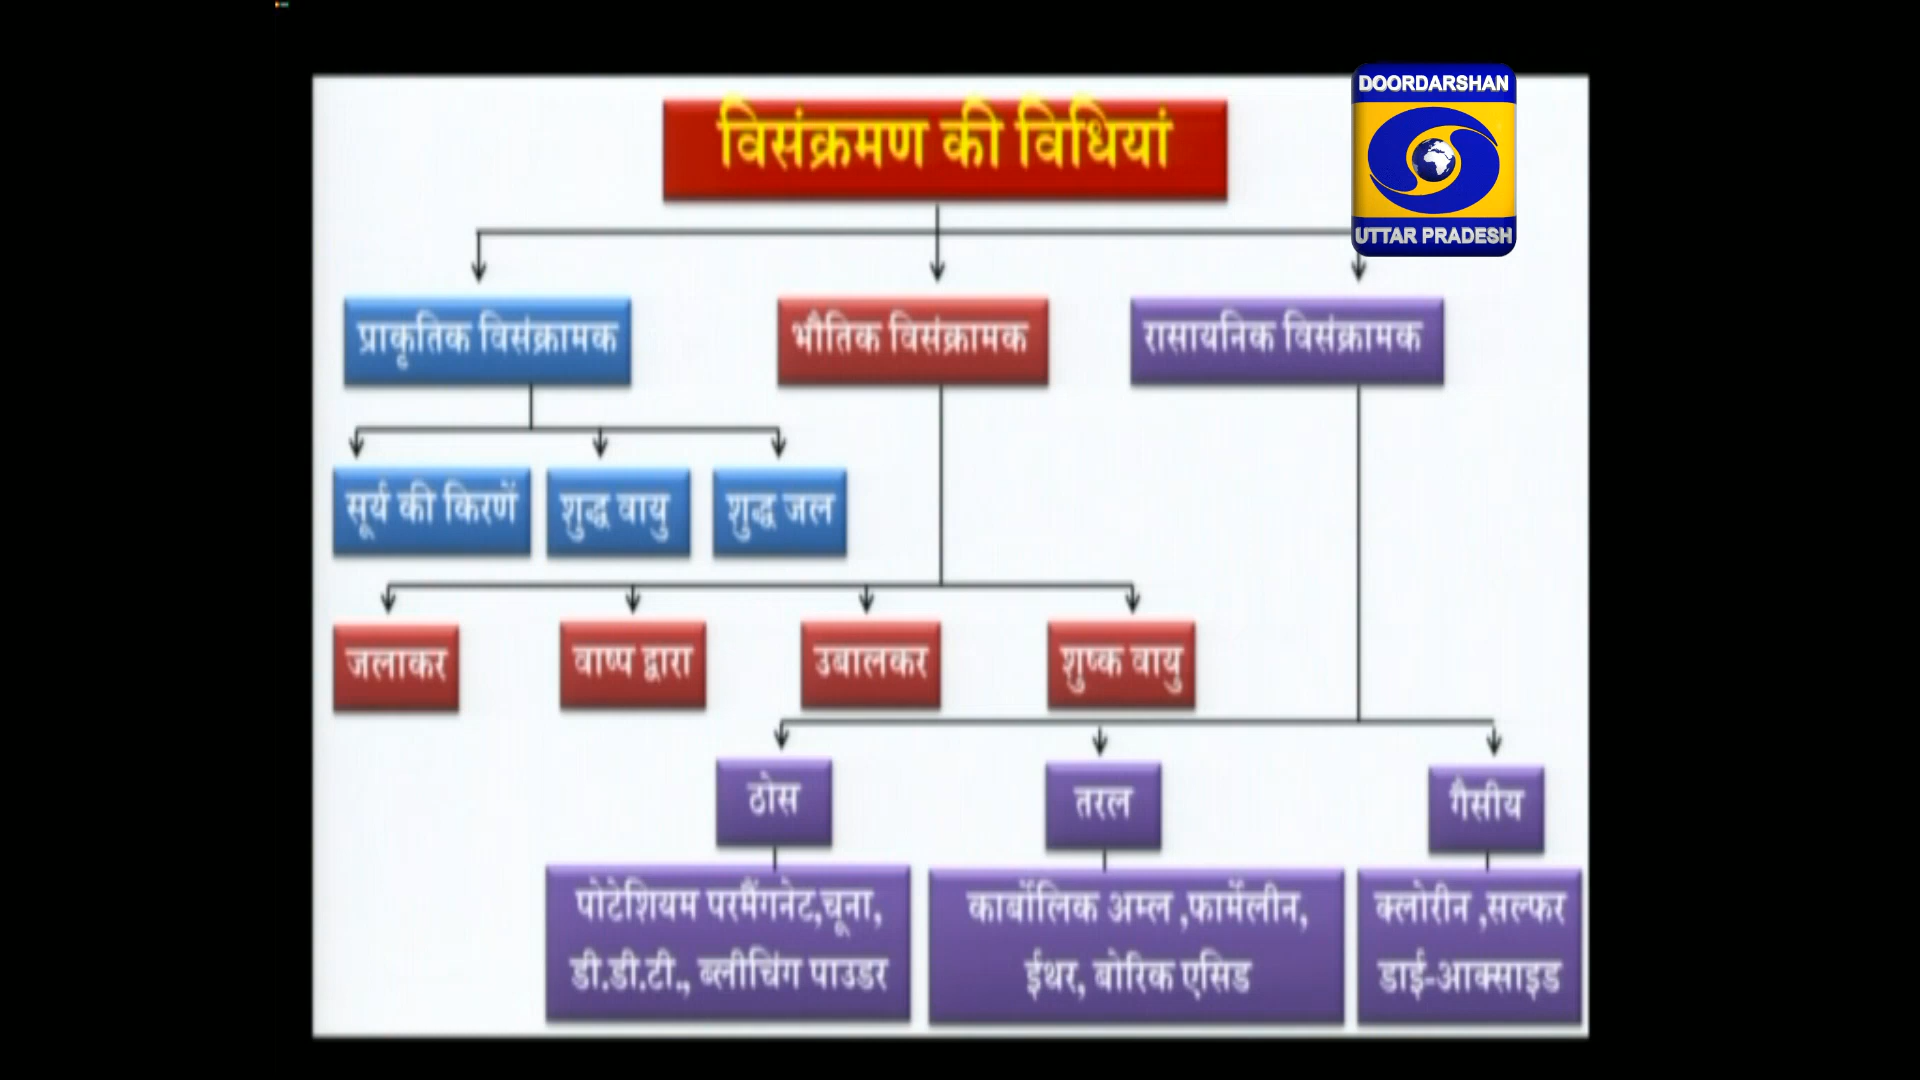 DOORDARSHAN
विसंक्रमण की विधियां
UTTAR PRADESH
प्राकृतिक विसंक्रामक
भौतिक विसंक्रामक
रासायनिक विसंक्रामक
सूर्य की किरणें
शुद्ध वायु
शुद्ध जल
जलाकर
वाष्प द्वारा
उबालकर
शुष्क वायु
ठोस
तरल
गैसीय
पोटेशियम परमैंगनेट,चूना,
डी.डी.टी., ब्लीचिंग पाउडर
कार्बोलिक अम्ल ,फार्मेलीन,
ईथर, बोरिक एसिड
क्लोरीन ,सल्फर
डाई-आक्साइड